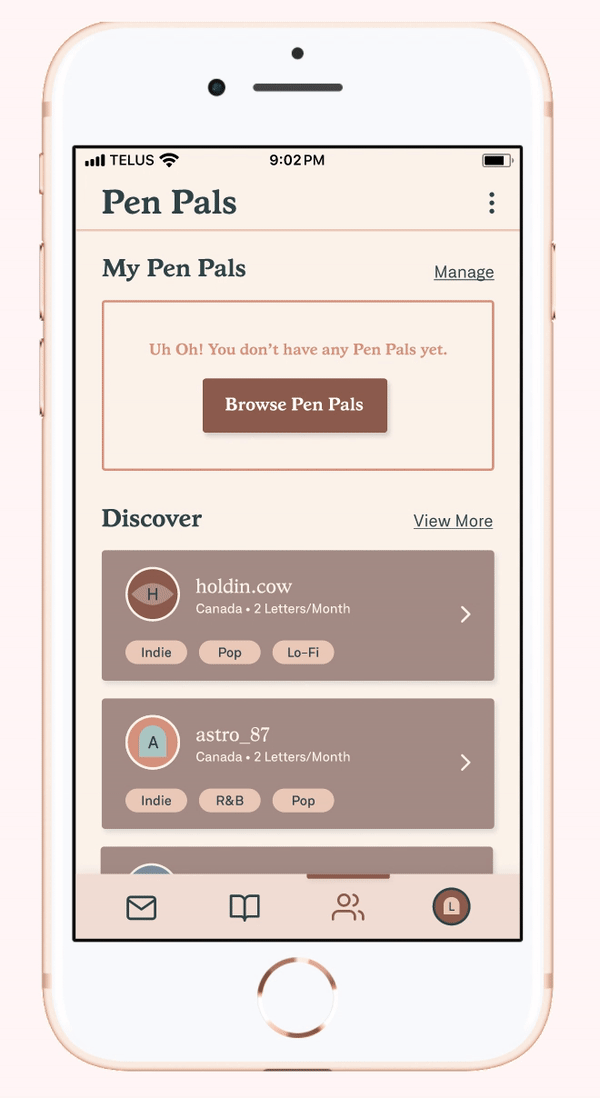 TELUS 9:02 PM
Pen Pals
My Pen Pals Manage
Uh Oh! You don’t have any Pen Pals yet.
Browse Pen Pals
Discover View More
H
holdin.cow
Canada • 2 Letters/Month
Indie Pop Lo-Fi
A
astro_87
Canada • 2 Letters/Month
Indie R&B Pop
L